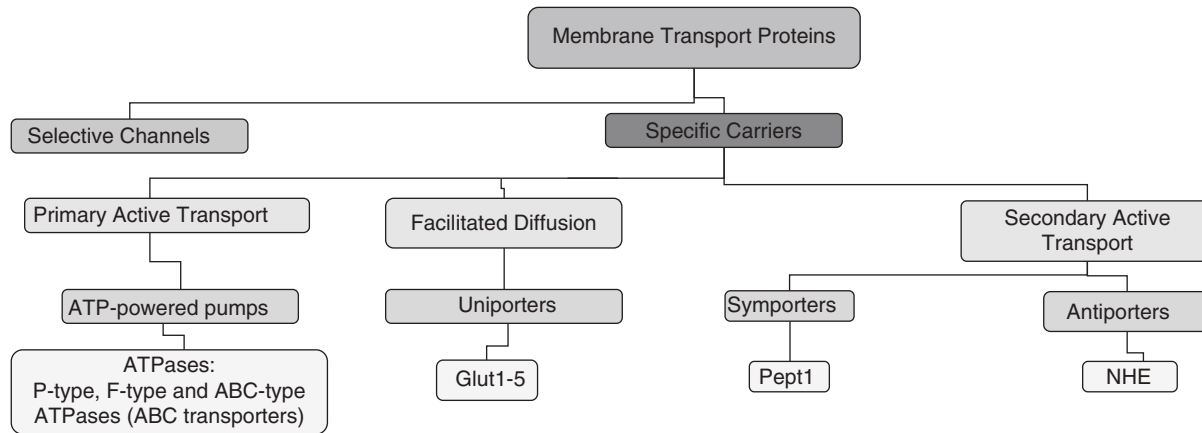 Membrane Transport Proteins
Selective Channels
Specific Carriers
Primary Active Transport
Facilitated Diffusion
Secondary Active
Transport
ATP-powered pumps
Uniporters
Symporters
Antiporters
ATPases:
P-type, F-type and ABC-type
ATPases (ABC transporters)
Glut1-5
Pept1
NHE